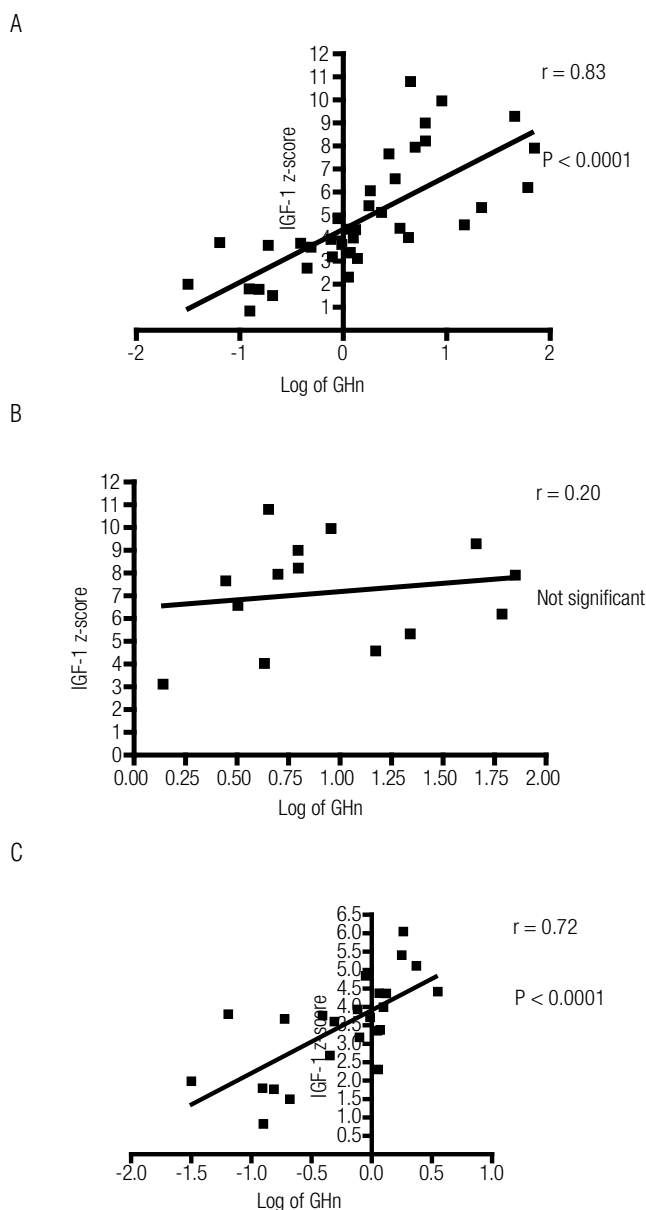 A
12
11
10
9
8
7
6
5
4
3
2
1
IGF-1 z-score
r = 0.83
P < 0.0001
-2 -1 0 1 2
Log of GHn
B
12
11
10
9
8
7
6
5
4
3
2
1
0
IGF-1 z-score
r = 0.20
Not significant
0.00 0.25 0.50 0.75 1.00 1.25 1.50 1.75 2.00
Log of GHn
C
6.5
6.0
5.5
5.0
4.5
4.0
3.5
3.0
2.5
2.0
1.5
1.0
0.5
IGF-1 z-score
r = 0.72
P < 0.0001
-2.0 -1.5 -1.0 -0.5 0.0 0.5 1.0
Log of GHn